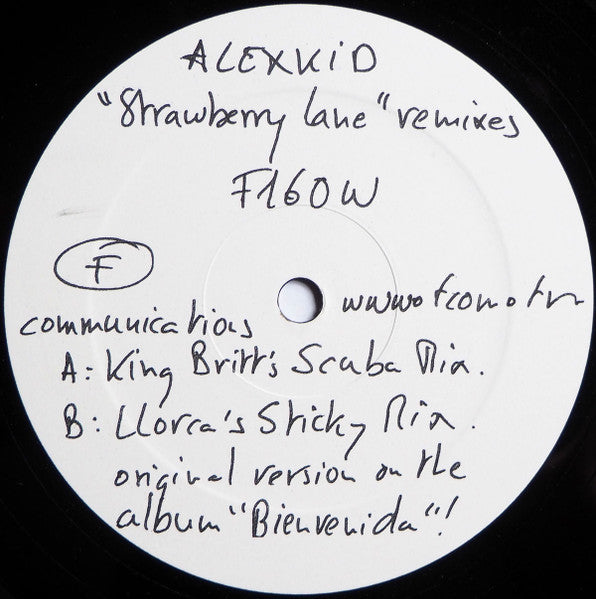 ALEXKID
"Strawberry lane" remixes
F160W
F
communications
www.fcom.fr
A: King Britt's Scuba Mix.
B: Llorca's Sticky Mix.
original version on the
album "Bienvenida"!